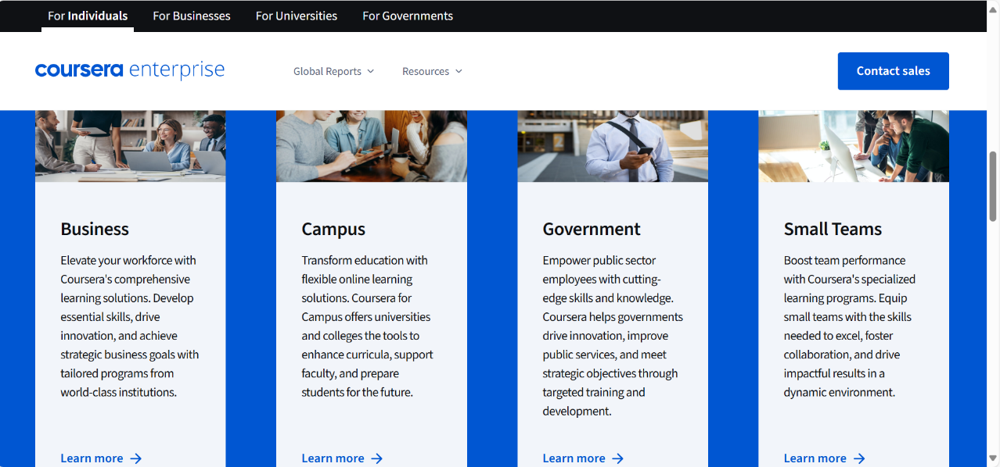 For Individuals
For Businesses
For Universities
For Governments
coursera enterprise
Global Reports
Resources
Contact sales
Business
Elevate your workforce with
Coursera's comprehensive
learning solutions. Develop
essential skills, drive
innovation, and achieve
strategic business goals with
tailored programs from
world-class institutions.
Learn more →
Campus
Transform education with
flexible online learning
solutions. Coursera for
Campus offers universities
and colleges the tools to
enhance curricula, support
faculty, and prepare
students for the future.
Learn more →
Government
Empower public sector
employees with cutting-
edge skills and knowledge.
Coursera helps governments
drive innovation, improve
public services, and meet
strategic objectives through
targeted training and
development.
Learn more →
Small Teams
Boost team performance
with Coursera's specialized
learning programs. Equip
small teams with the skills
needed to excel, foster
collaboration, and drive
impactful results in a
dynamic environment.
Learn more →